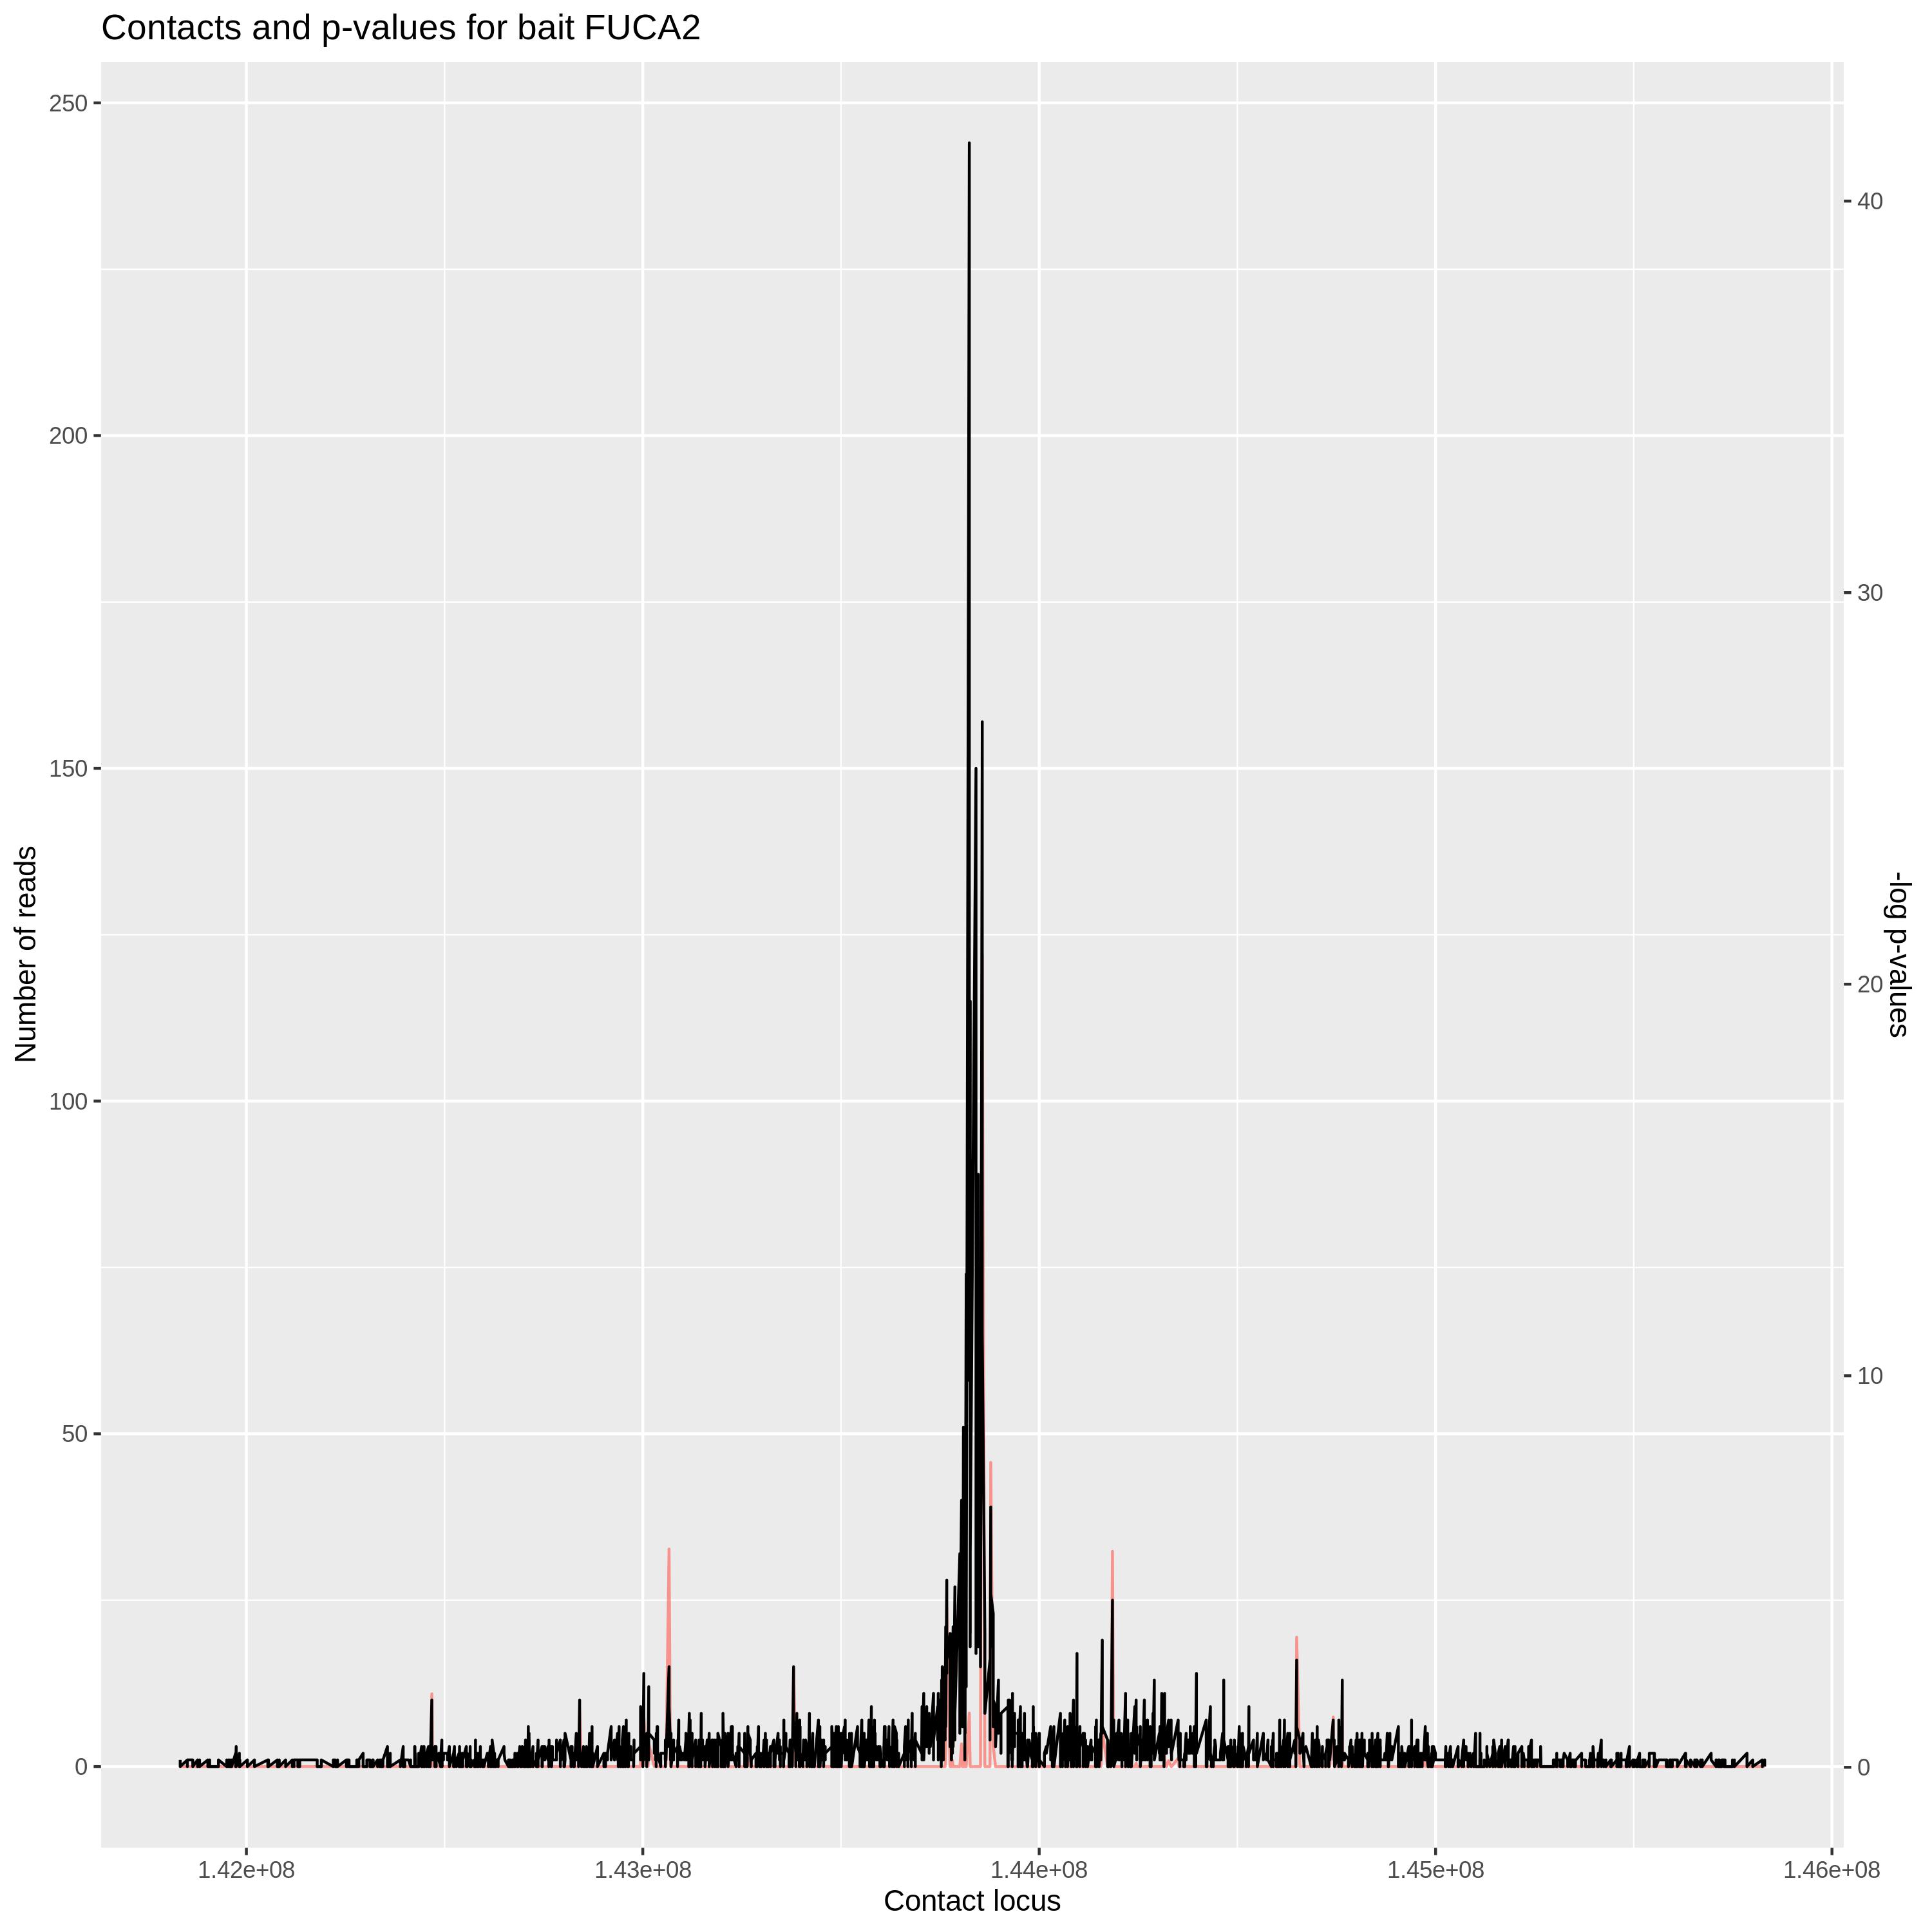 Contacts and p-values for bait FUCA2
250
200
150
100
50
0
Number of reads
40
30
20
10
0
-log p-values
1.42e+08
1.43e+08
1.44e+08
1.45e+08
1.46e+08
Contact locus